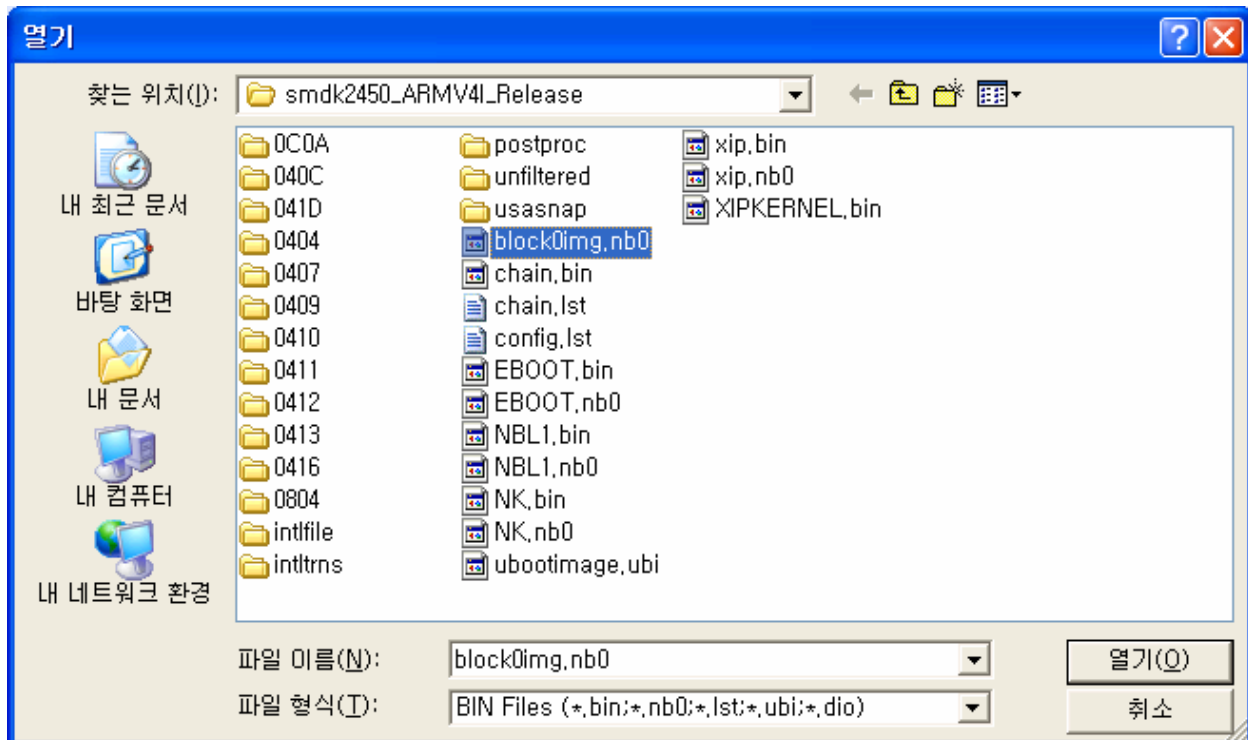 열기
찾는 위치(I):
smdk2450_ARMV4I_Release
내 최근 문서
바탕 화면
내 문서
내 컴퓨터
내 네트워크 환경
0C0A
040C
041D
0404
0407
0409
0410
0411
0412
0413
0416
0804
intlfile
intltrns
postproc
unfiltered
usasnap
block0img,nb0
chain,bin
chain,lst
config,lst
EBOOT,bin
EBOOT,nb0
NBL1,bin
NBL1,nb0
NK,bin
NK,nb0
ubootimage,ubi
xip,bin
xip,nb0
XIPKERNEL,bin
파일 이름(N):
block0img,nb0
열기(O)
파일 형식(T):
BIN Files (*,bin;*,nb0;*,lst;*,ubi;*,dio)
취소